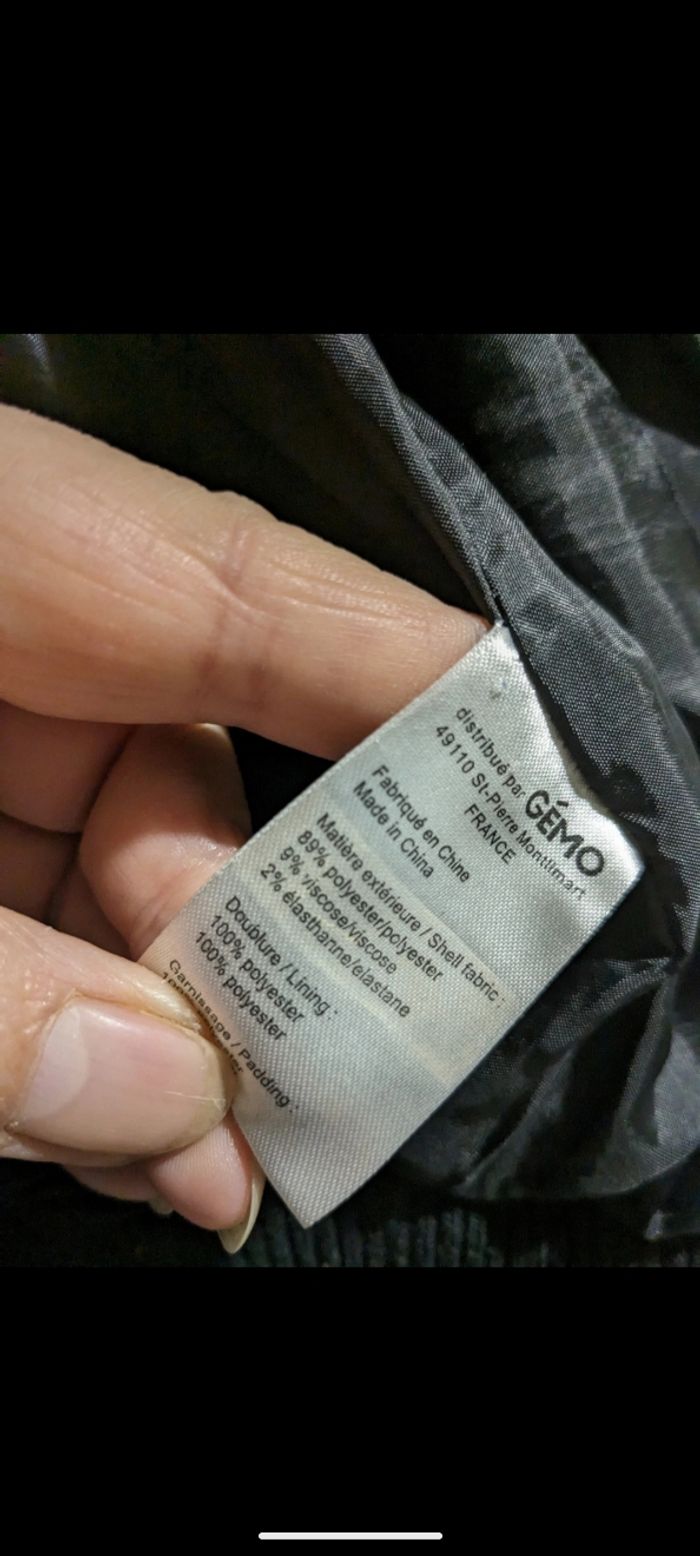 distribué par GÉMO
49110 St-Pierre Montlimart
FRANCE
Fabriqué en Chine
Made in China
Matière extérieure / Shell fabric :
89% polyester/polyester
9% viscose/viscose
2% élasthanne/elastane
Doublure / Lining :
100% polyester
100% polyester
Garnissage / Padding :